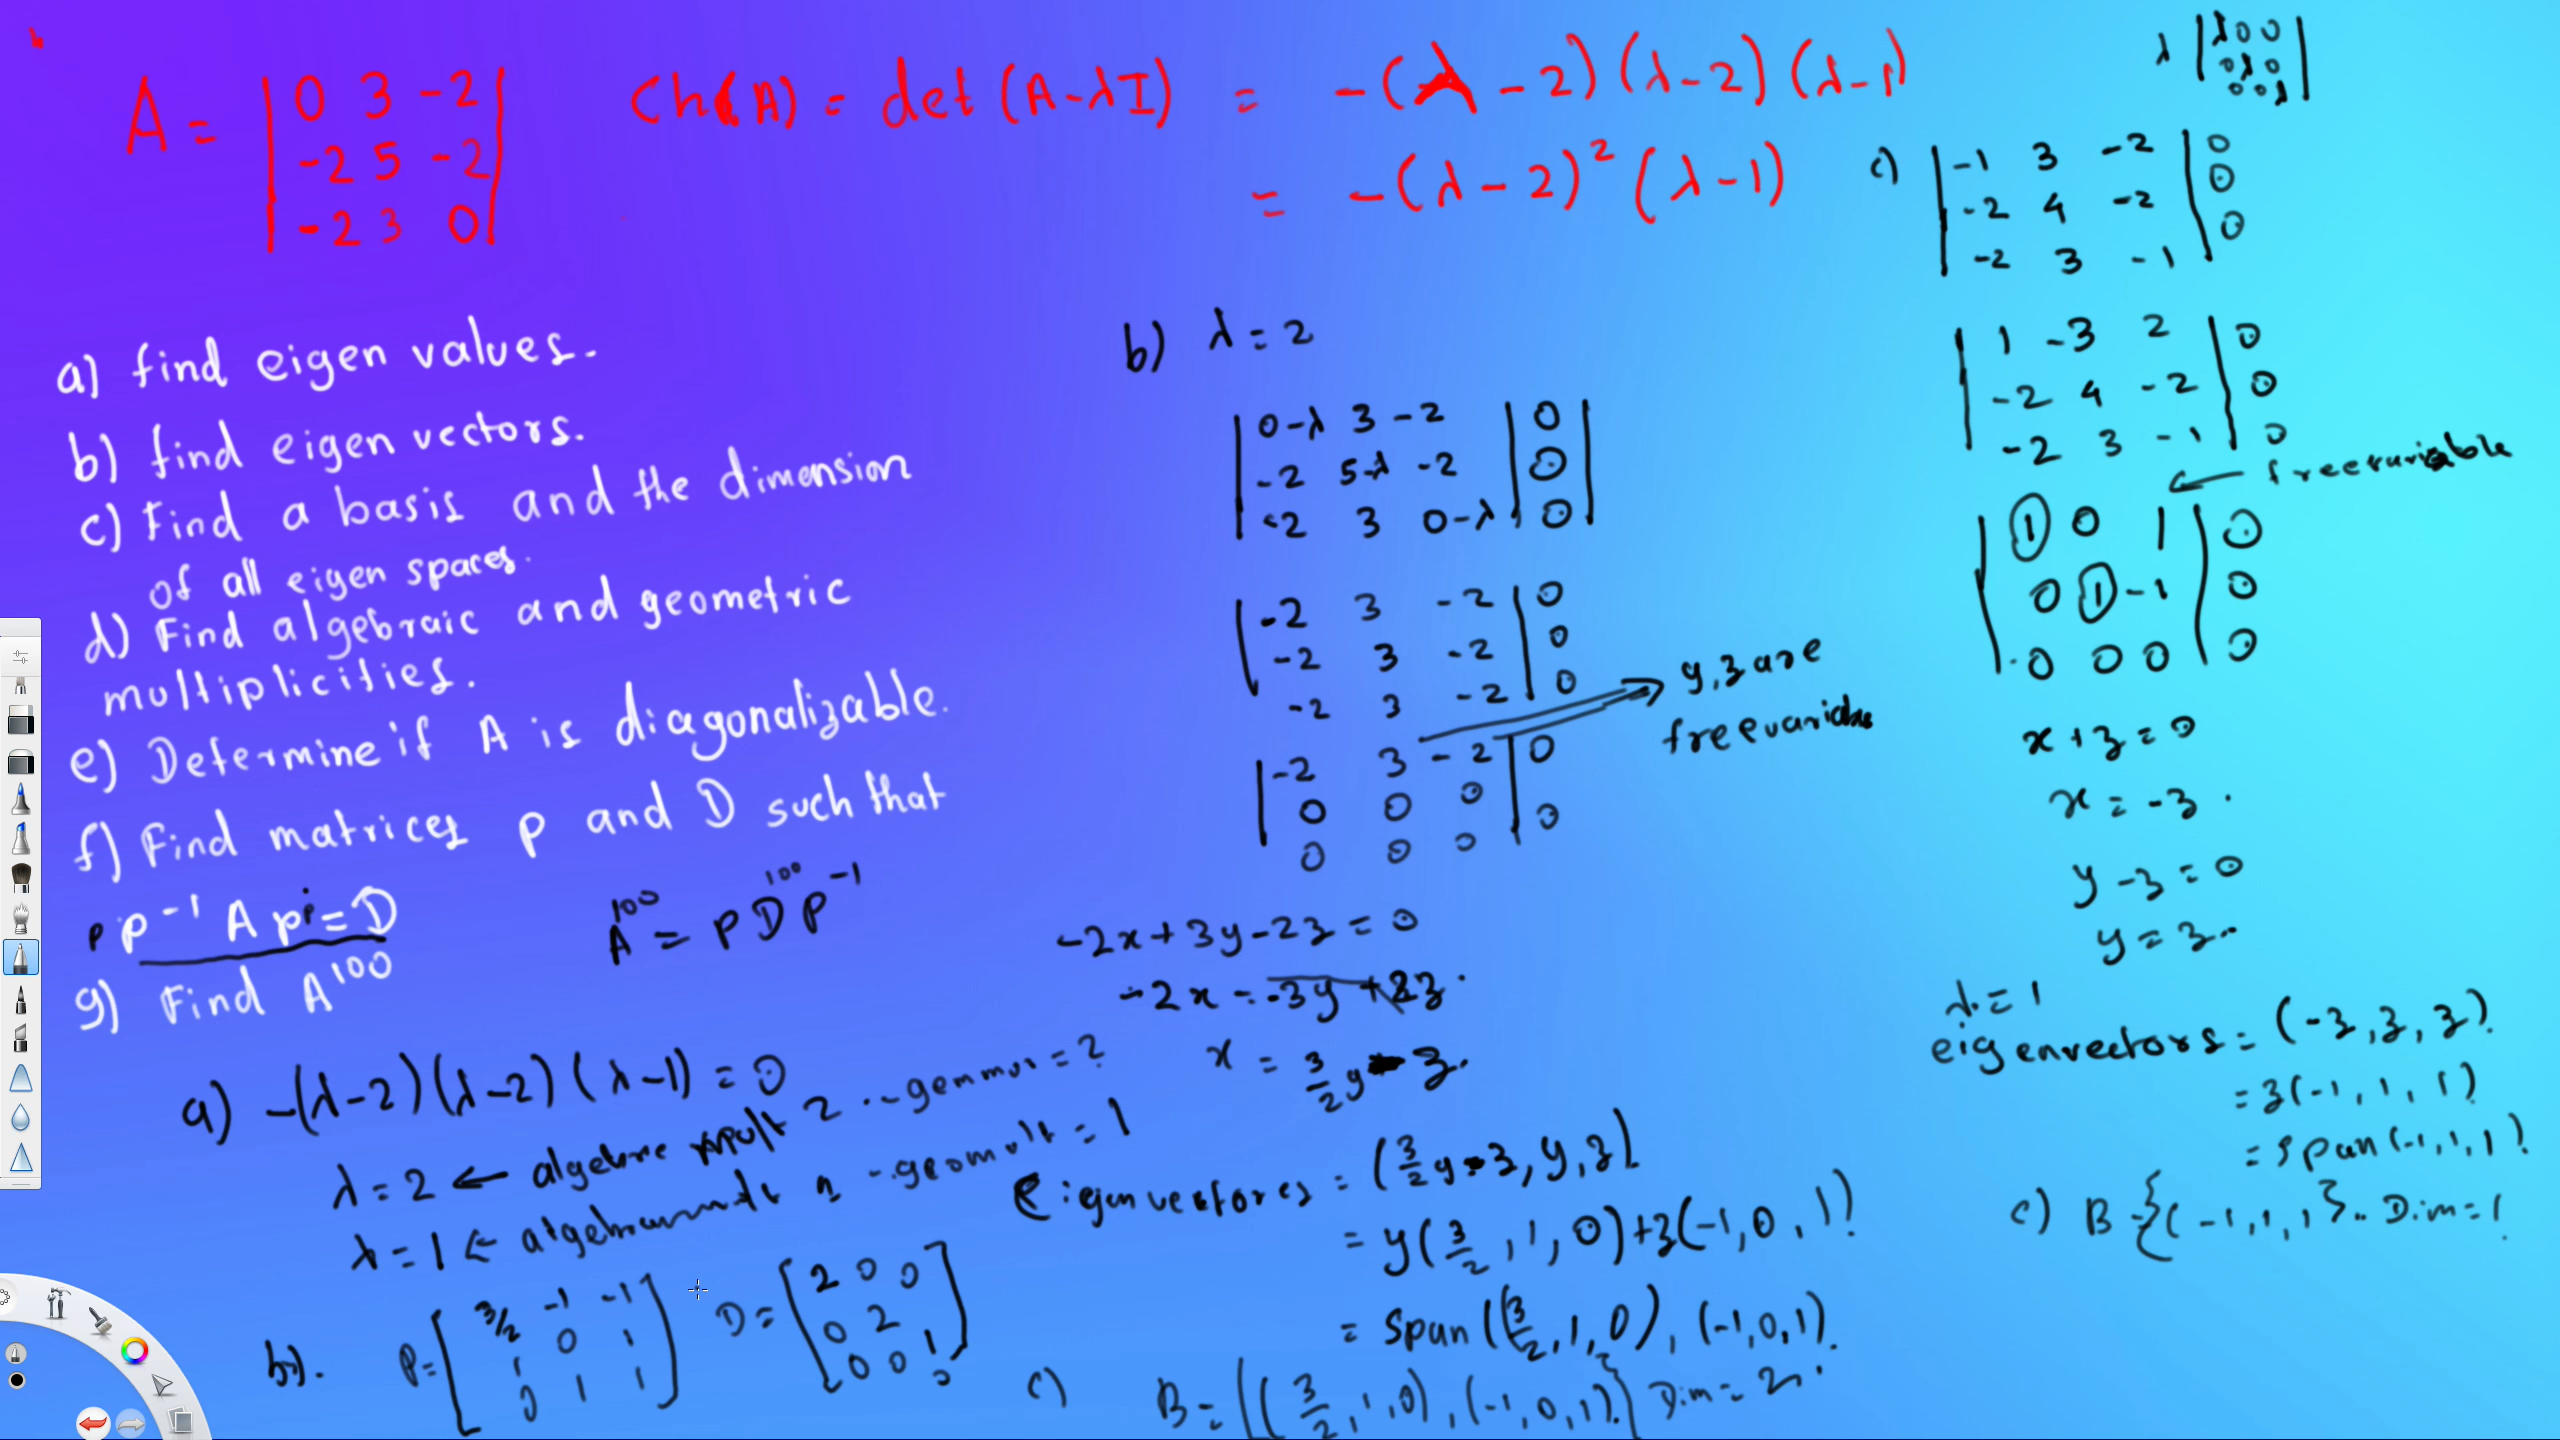 A = | 0 3 -2 |
| -2 5 -2 |
| -2 3 0 |
Ch(A) = det (A-λI) = -(λ-2)(λ-2)(λ-1)
= -(λ-2)² (λ-1)
a) find eigen values.
b) find eigen vectors.
c) Find a basis and the dimension
of all eigen spaces.
d) Find algebraic and geometric
multiplicities.
e) Determine if A is diagonalizable.
f) Find matrices p and D such that
P p⁻¹ A p = D
g) Find A¹⁰⁰
A¹⁰⁰ = P D¹⁰⁰ P⁻¹
a) -(λ-2)(λ-2)(λ-1) = 0
λ = 2 ← 2 = ?
λ = 1 ← - geomult = 1
P = [ 3/2 -1 -1
1 0 1
0 1 1 ]
D = [ 2 0 0
0 2
0 0 1 ]
b) λ = 2
| 0-λ 3 -2 | 0 |
| -2 5-λ -2 | 0 |
| -2 3 0-λ | 0 |
| -2 3 -2 | 0
| -2 3 -2 | 0
| -2 3 -2 | 0
y, z are
free variables
| -2 3 -2 | 0
| 0 0 0 | 0
0 0 0
-2x + 3y - 2z = 0
-2x = -3y + 2z.
x = 3/2 y - z.
eigenvectores = (3/2 y - z, y, z).
= y(3/2, 1, 0) + z(-1, 0, 1)
= span (3/2, 1, 0), (-1, 0, 1).
c) B = {(3/2, 1, 0), (-1, 0, 1)} Dim = 2.
λ | λ 0 0 |
| 0 λ 0 |
0 0 λ |
c) | -1 3 -2 | 0
| -2 4 -2 | 0
| -2 3 -1 | 0
| 1 -3 2 | 0
| -2 4 -2 | 0
-2 3 -1 | 0
← free variable
| 1 0 1 | 0
| 0 1 -1 | 0
| 0 0 0 | 0
x + z = 0
x = -z .
y - z = 0
y = z .
λ = 1
eigenvectors = (-z, z, z).
= z(-1, 1, 1)
= span (-1, 1, 1)
c) B = {(-1, 1, 1}.. Dim = 1